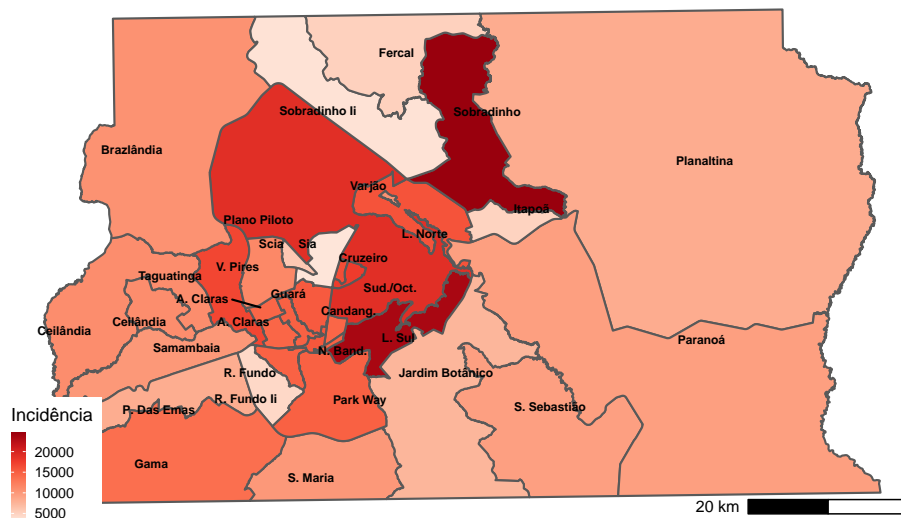 Fercal
Sobradinho Ii
Sobradinho
Brazlândia
Planaltina
Varjão
Itapoã
Plano Piloto
L. Norte
Scia
Sia
Cruzeiro
V. Pires
Taguatinga
Guará
Sud./Oct.
A. Claras
Candang.
Ceilândia
Ceilândia
A. Claras
L. Sul
Paranoá
Samambaia
N. Band.
R. Fundo
Jardim Botânico
R. Fundo Ii
Park Way
P. Das Emas
S. Sebastião
Gama
S. Maria
Incidência
20000
15000
10000
5000
20 km